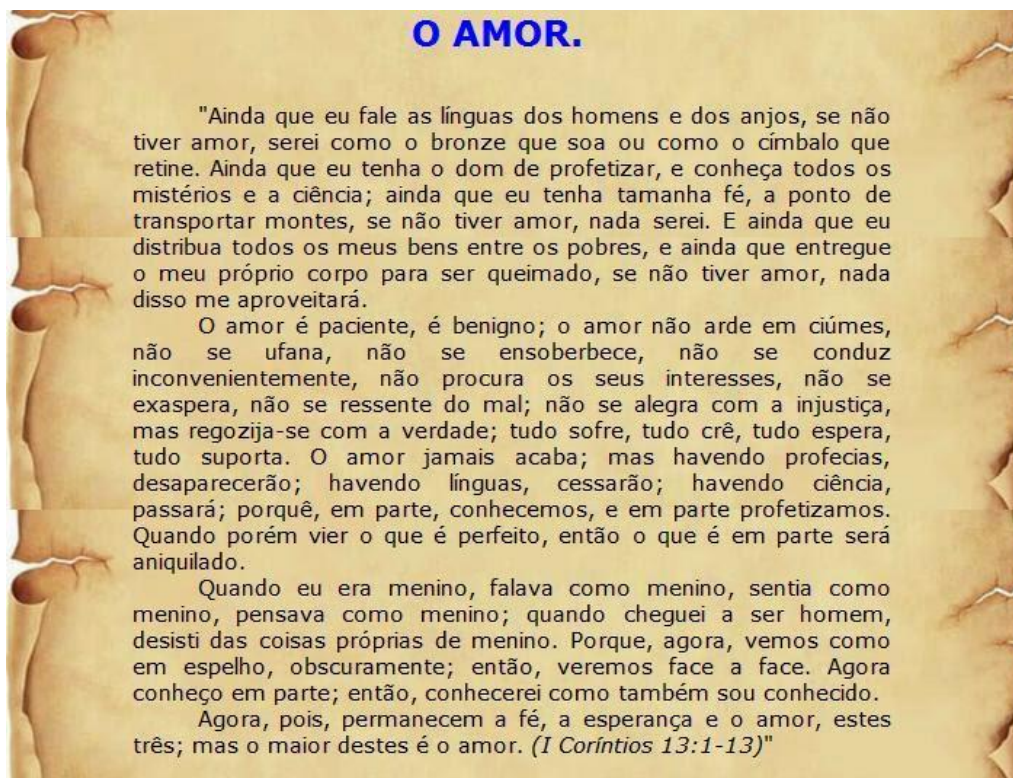 O AMOR.
"Ainda que eu fale as línguas dos homens e dos anjos, se não
tiver amor, serei como o bronze que soa ou como o címbalo que
retine. Ainda que eu tenha o dom de profetizar, e conheça todos os
mistérios e a ciência; ainda que eu tenha tamanha fé, a ponto de
transportar montes, se não tiver amor, nada serei. E ainda que eu
distribua todos os meus bens entre os pobres, e ainda que entregue
o meu próprio corpo para ser queimado, se não tiver amor, nada
disso me aproveitará.
O amor é paciente, é benigno; o amor não arde em ciúmes,
não se ufana, não se ensoberbece, não se conduz
inconvenientemente, não procura os seus interesses, não se
exaspera, não se ressente do mal; não se alegra com a injustiça,
mas regozija-se com a verdade; tudo sofre, tudo crê, tudo espera,
tudo suporta. O amor jamais acaba; mas havendo profecias,
desaparecerão; havendo línguas, cessarão; havendo ciência,
passará; porquê, em parte, conhecemos, e em parte profetizamos.
Quando porém vier o que é perfeito, então o que é em parte será
aniquilado.
Quando eu era menino, falava como menino, sentia como
menino, pensava como menino; quando cheguei a ser homem,
desisti das coisas próprias de menino. Porque, agora, vemos como
em espelho, obscuramente; então, veremos face a face. Agora
conheço em parte; então, conhecerei como também sou conhecido.
Agora, pois, permanecem a fé, a esperança e o amor, estes
três; mas o maior destes é o amor. (I Coríntios 13:1-13)"